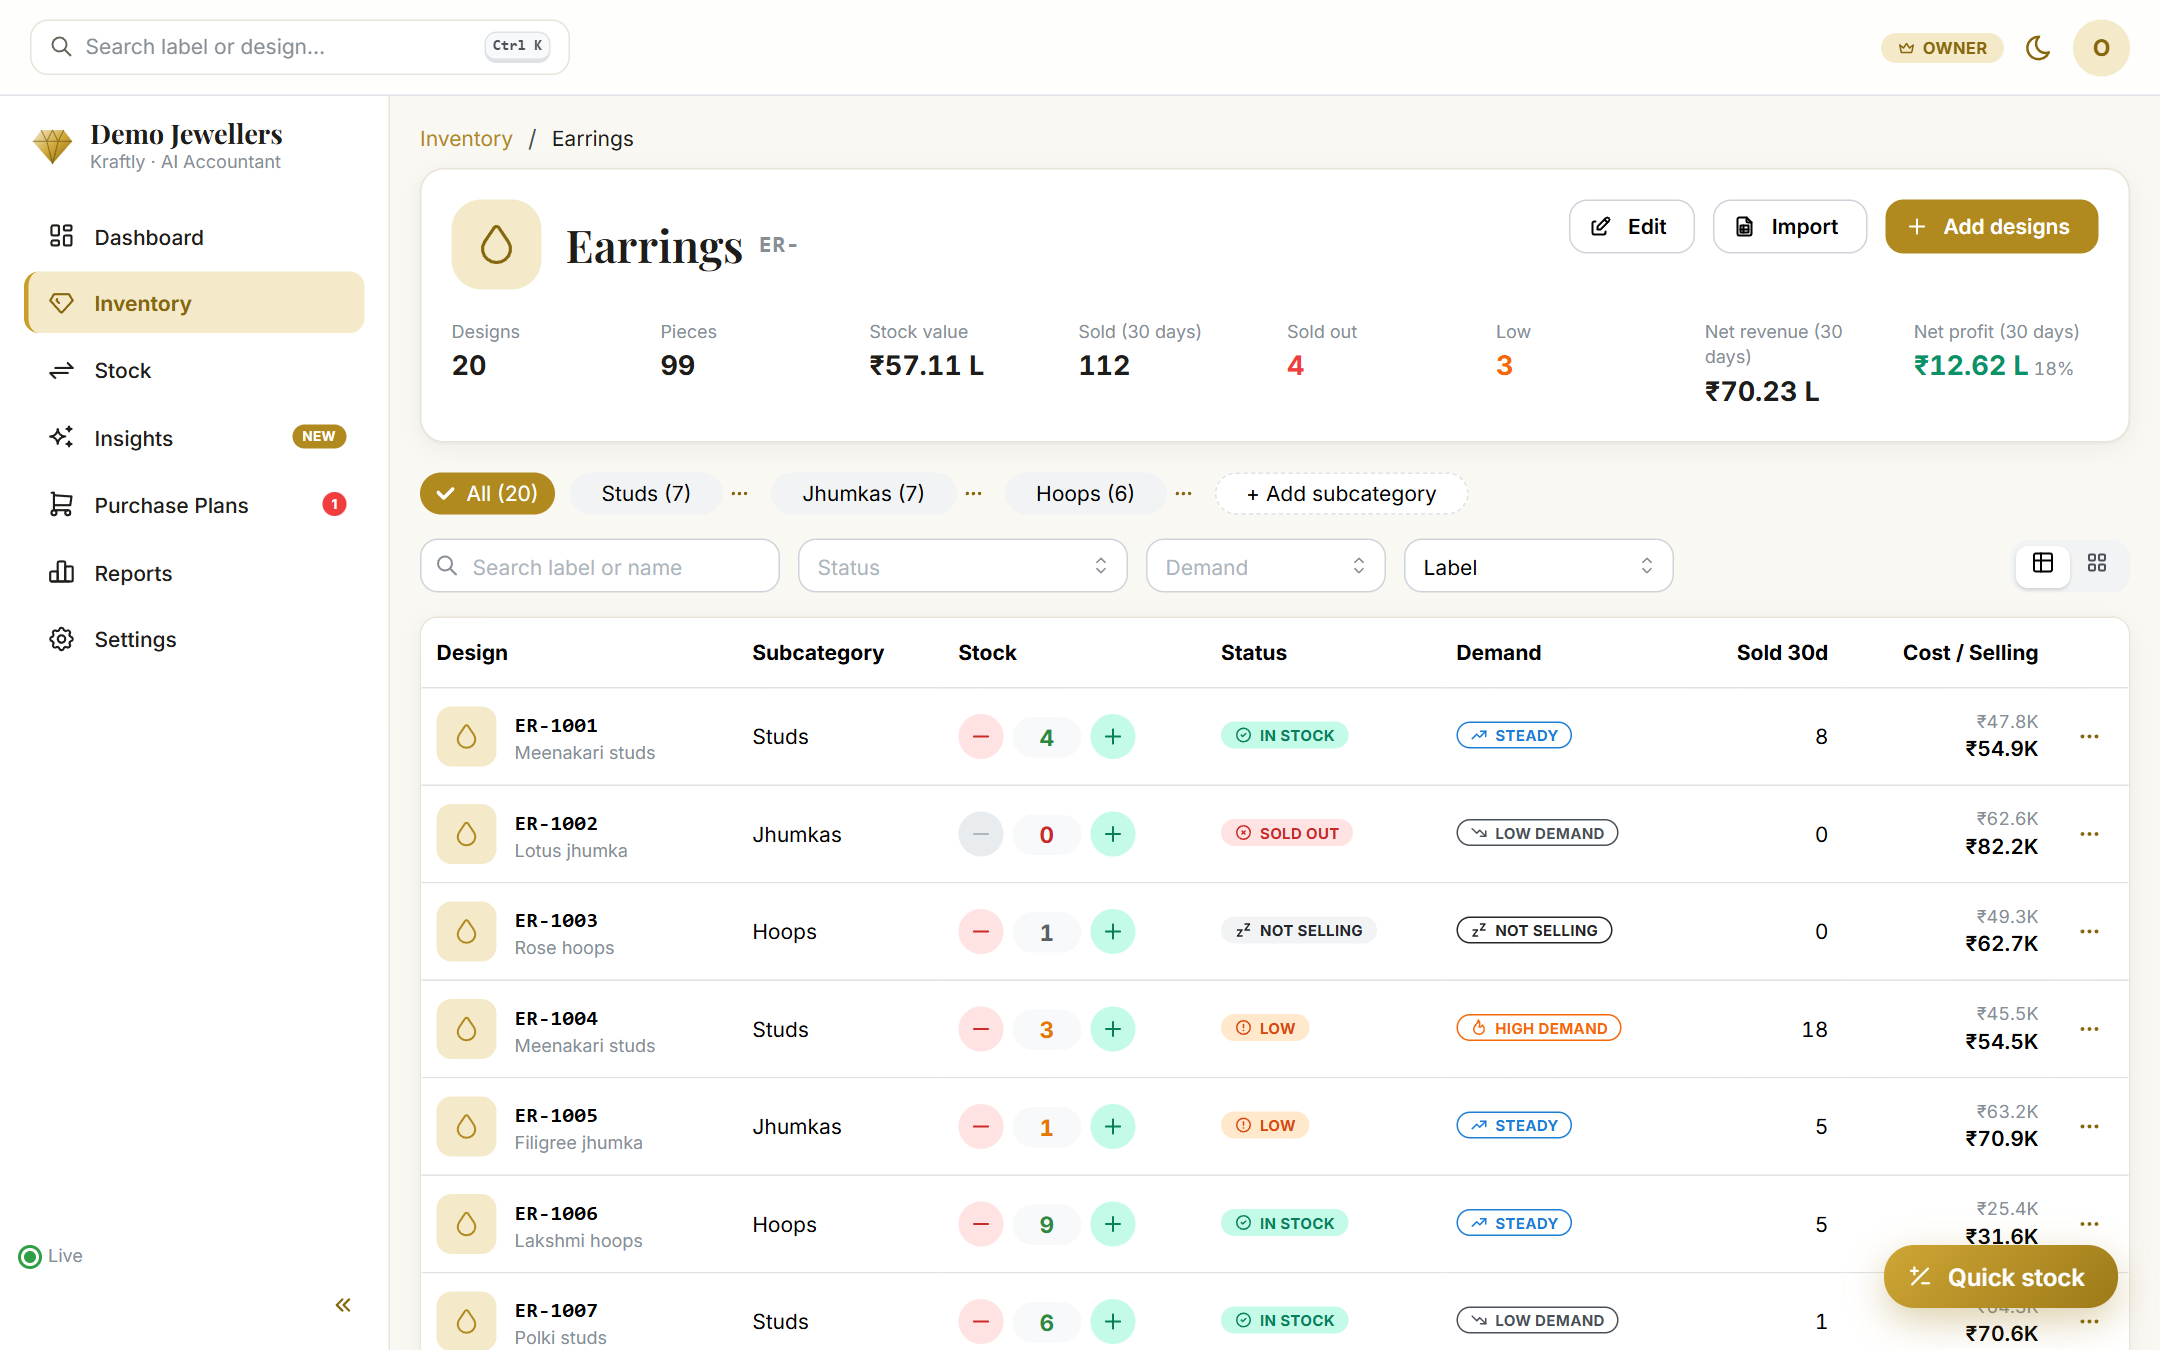 Search label or design...
Ctrl K
OWNER
O
Demo Jewellers
Kraftly · AI Accountant
Dashboard
Inventory
Stock
Insights NEW
Purchase Plans 1
Reports
Settings
Live
Inventory / Earrings
Earrings ER-
Edit
Import
+ Add designs
Designs
20
Pieces
99
Stock value
₹57.11 L
Sold (30 days)
112
Sold out
4
Low
3
Net revenue (30
days)
₹70.23 L
Net profit (30 days)
₹12.62 L 18%
All (20)
Studs (7)
Jhumkas (7)
Hoops (6)
+ Add subcategory
Search label or name
Status
Demand
Label
Design Subcategory Stock Status Demand Sold 30d Cost / Selling
ER-1001
Meenakari studs
Studs
4
IN STOCK
STEADY
8
₹47.8K
₹54.9K
ER-1002
Lotus jhumka
Jhumkas
0
SOLD OUT
LOW DEMAND
0
₹62.6K
₹82.2K
ER-1003
Rose hoops
Hoops
1
NOT SELLING
NOT SELLING
0
₹49.3K
₹62.7K
ER-1004
Meenakari studs
Studs
3
LOW
HIGH DEMAND
18
₹45.5K
₹54.5K
ER-1005
Filigree jhumka
Jhumkas
1
LOW
STEADY
5
₹63.2K
₹70.9K
ER-1006
Lakshmi hoops
Hoops
9
IN STOCK
STEADY
5
₹25.4K
₹31.6K
ER-1007
Polki studs
Studs
6
IN STOCK
LOW DEMAND
1
₹70.6K
Quick stock